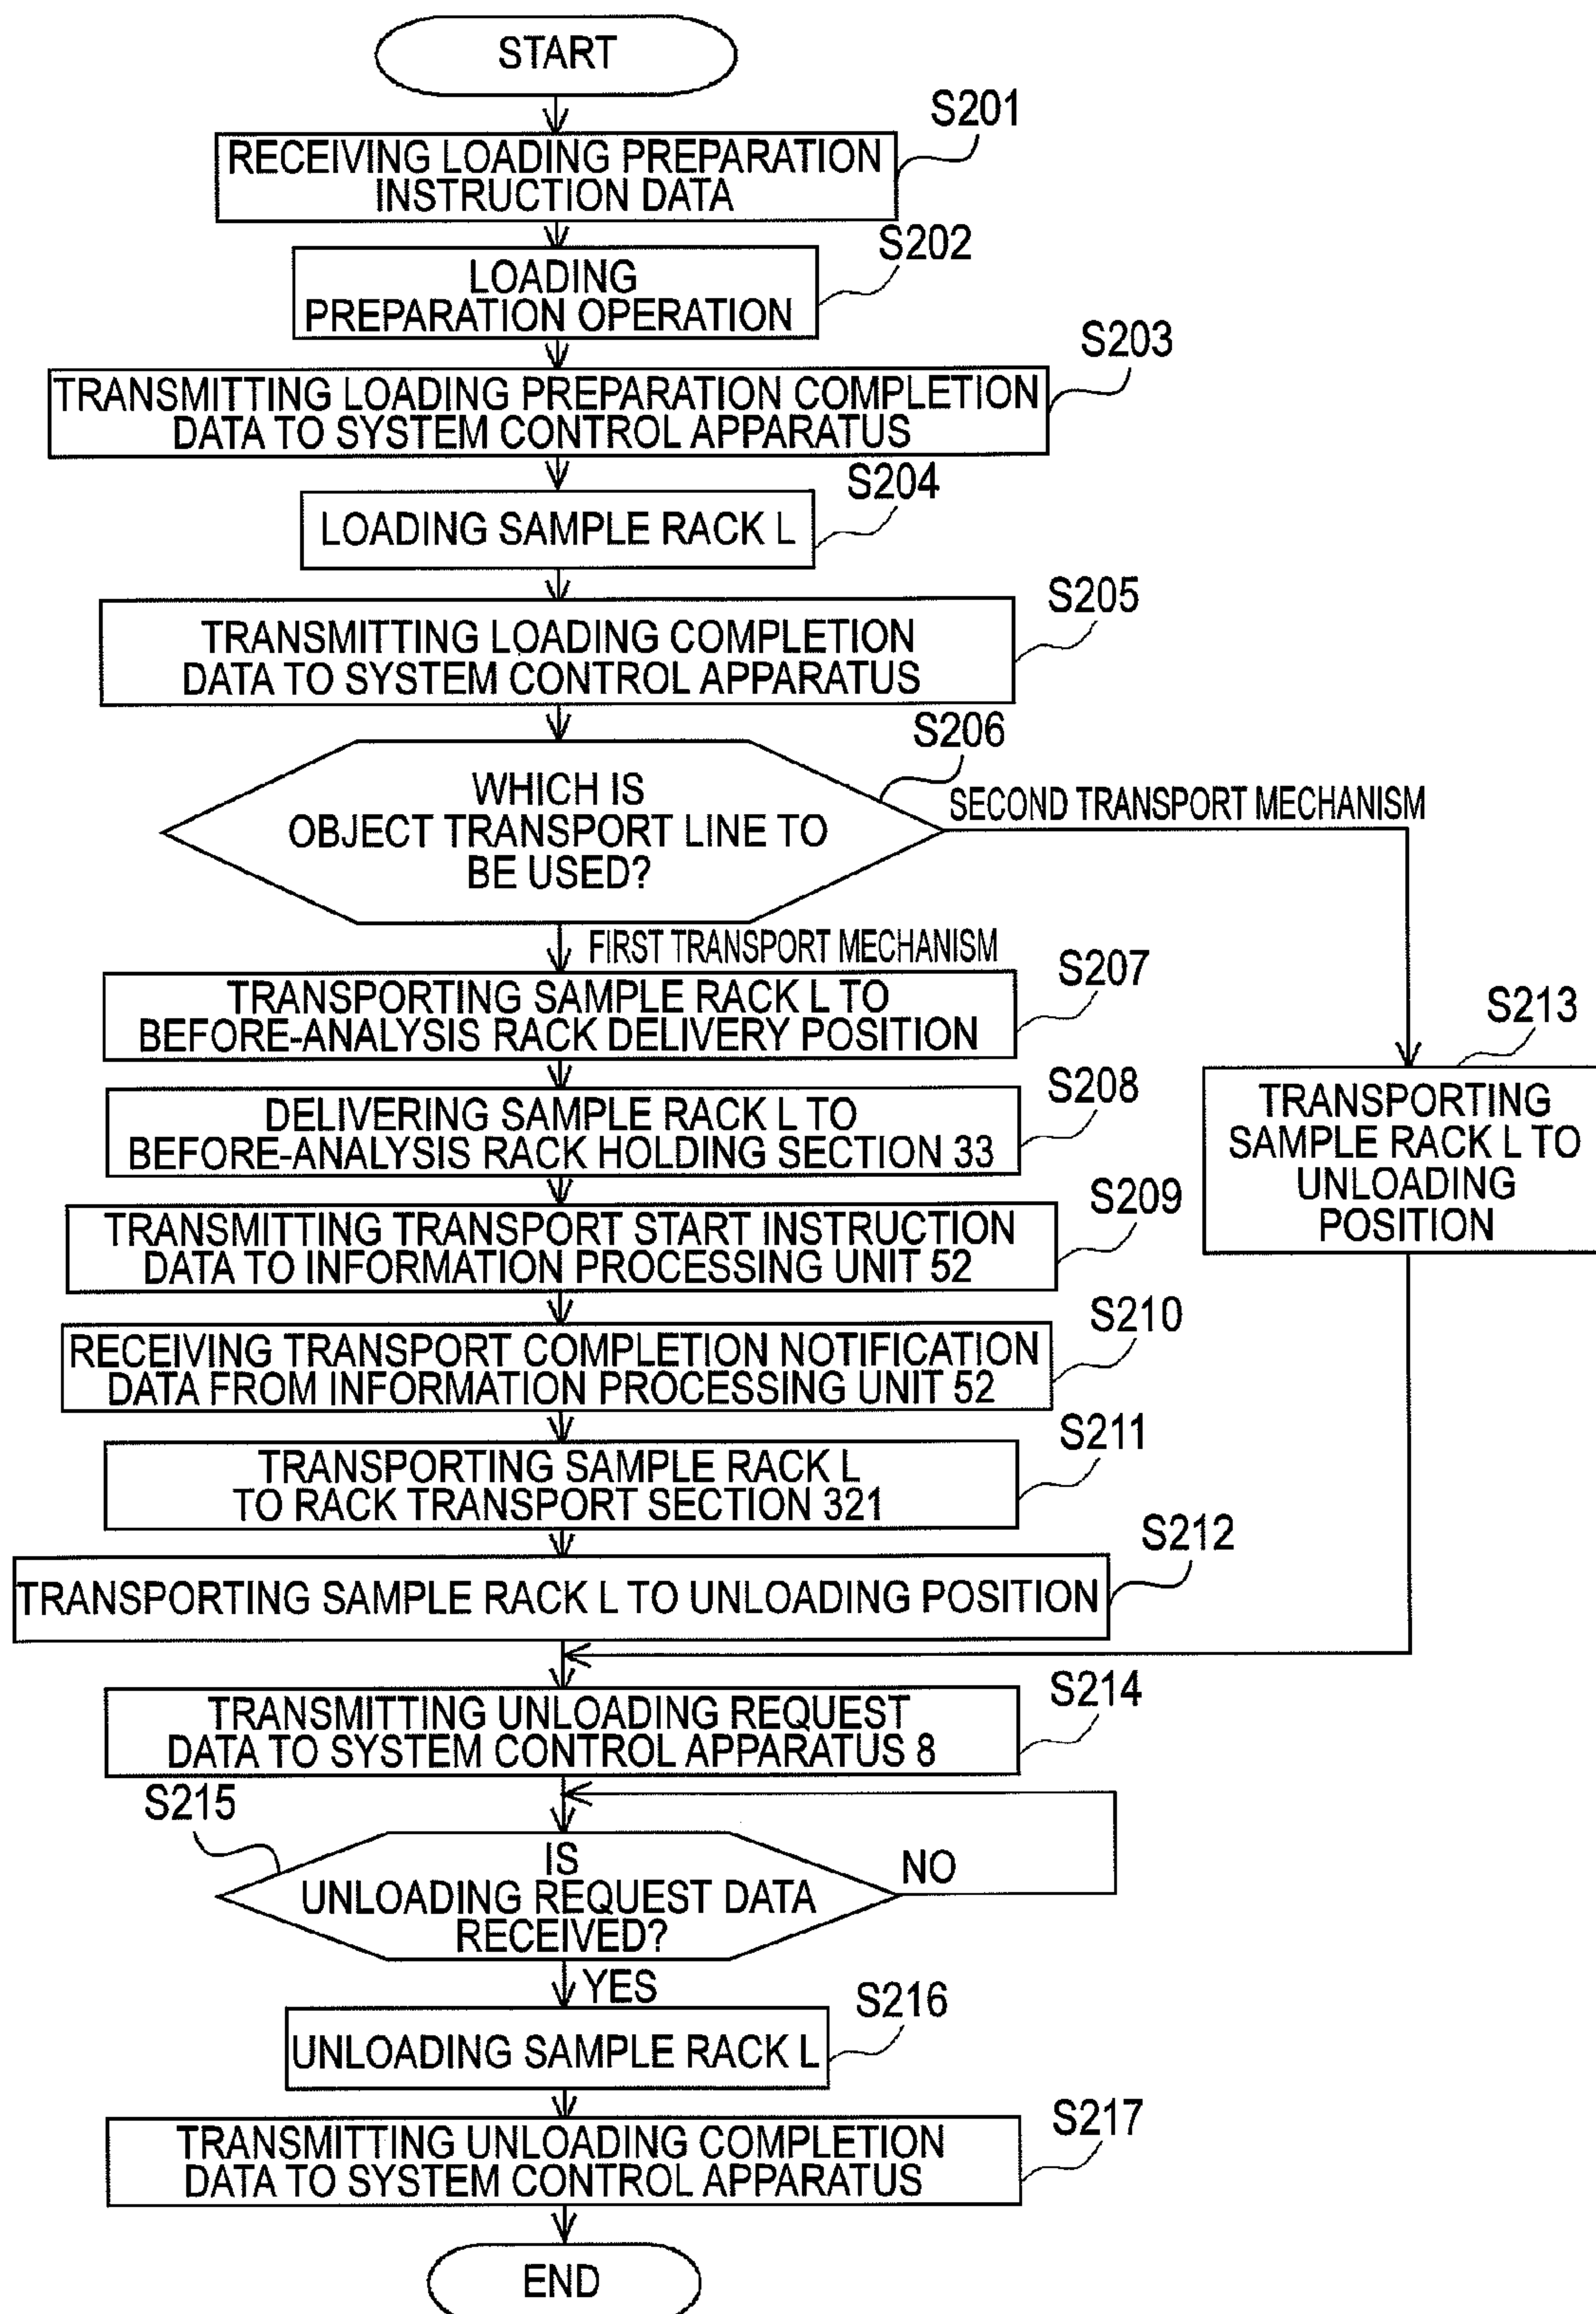 START
S201
RECEIVING LOADING PREPARATION
INSTRUCTION DATA
S202
LOADING
PREPARATION OPERATION
S203
TRANSMITTING LOADING PREPARATION COMPLETION
DATA TO SYSTEM CONTROL APPARATUS
S204
LOADING SAMPLE RACK L
S205
TRANSMITTING LOADING COMPLETION
DATA TO SYSTEM CONTROL APPARATUS
S206
WHICH IS
OBJECT TRANSPORT LINE TO
BE USED?
SECOND TRANSPORT MECHANISM
FIRST TRANSPORT MECHANISM
S207
TRANSPORTING SAMPLE RACK L TO
BEFORE-ANALYSIS RACK DELIVERY POSITION
S213
TRANSPORTING
SAMPLE RACK L TO
UNLOADING
POSITION
S208
DELIVERING SAMPLE RACK L TO
BEFORE-ANALYSIS RACK HOLDING SECTION 33
S209
TRANSMITTING TRANSPORT START INSTRUCTION
DATA TO INFORMATION PROCESSING UNIT 52
S210
RECEIVING TRANSPORT COMPLETION NOTIFICATION
DATA FROM INFORMATION PROCESSING UNIT 52
S211
TRANSPORTING SAMPLE RACK L
TO RACK TRANSPORT SECTION 321
S212
TRANSPORTING SAMPLE RACK L TO UNLOADING POSITION
S214
TRANSMITTING UNLOADING REQUEST
DATA TO SYSTEM CONTROL APPARATUS 8
S215
IS
UNLOADING REQUEST DATA
RECEIVED?
NO
YES
S216
UNLOADING SAMPLE RACK L
S217
TRANSMITTING UNLOADING COMPLETION
DATA TO SYSTEM CONTROL APPARATUS
END